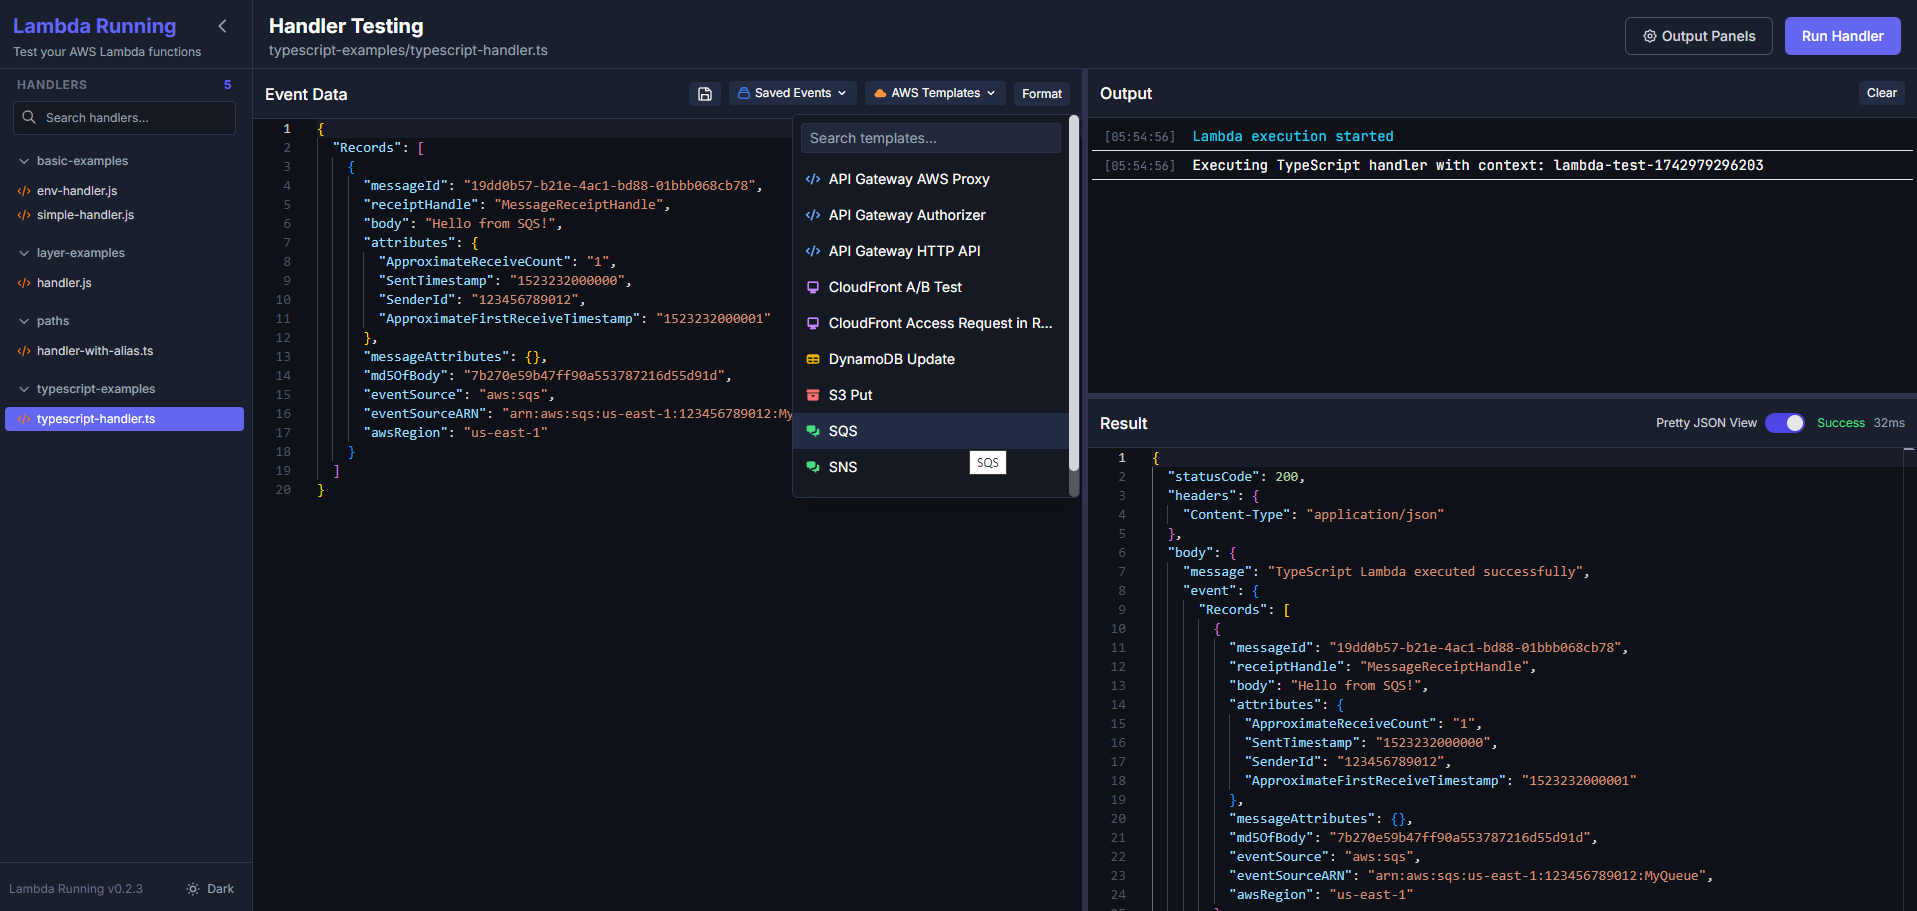 Lambda Running
Test your AWS Lambda functions
HANDLERS 5
Search handlers...
basic-examples
env-handler.js
simple-handler.js
layer-examples
handler.js
paths
handler-with-alias.ts
typescript-examples
typescript-handler.ts
Lambda Running v0.2.3
Dark
Handler Testing
typescript-examples/typescript-handler.ts
Output Panels
Run Handler
Event Data
Saved Events
AWS Templates
Format
1 {
2 "Records": [
3 {
4 "messageId": "19dd0b57-b21e-4ac1-bd88-01bbb068cb78",
5 "receiptHandle": "MessageReceiptHandle",
6 "body": "Hello from SQS!",
7 "attributes": {
8 "ApproximateReceiveCount": "1",
9 "SentTimestamp": "1523232000000",
10 "SenderId": "123456789012",
11 "ApproximateFirstReceiveTimestamp": "1523232000001"
12 },
13 "messageAttributes": {},
14 "md5OfBody": "7b270e59b47ff90a553787216d55d91d",
15 "eventSource": "aws:sqs",
16 "eventSourceARN": "arn:aws:sqs:us-east-1:123456789012:My
17 "awsRegion": "us-east-1"
18 }
19 ]
20 }
Search templates...
API Gateway AWS Proxy
API Gateway Authorizer
API Gateway HTTP API
CloudFront A/B Test
CloudFront Access Request in R...
DynamoDB Update
S3 Put
SQS
SNS
SQS
Output
Clear
[05:54:56] Lambda execution started
[05:54:56] Executing TypeScript handler with context: lambda-test-1742979296203
Result
Pretty JSON View
Success 32ms
1 {
2 "statusCode": 200,
3 "headers": {
4 "Content-Type": "application/json"
5 },
6 "body": {
7 "message": "TypeScript Lambda executed successfully",
8 "event": {
9 "Records": [
10 {
11 "messageId": "19dd0b57-b21e-4ac1-bd88-01bbb068cb78",
12 "receiptHandle": "MessageReceiptHandle",
13 "body": "Hello from SQS!",
14 "attributes": {
15 "ApproximateReceiveCount": "1",
16 "SentTimestamp": "1523232000000",
17 "SenderId": "123456789012",
18 "ApproximateFirstReceiveTimestamp": "1523232000001"
19 },
20 "messageAttributes": {},
21 "md5OfBody": "7b270e59b47ff90a553787216d55d91d",
22 "eventSource": "aws:sqs",
23 "eventSourceARN": "arn:aws:sqs:us-east-1:123456789012:MyQueue",
24 "awsRegion": "us-east-1"